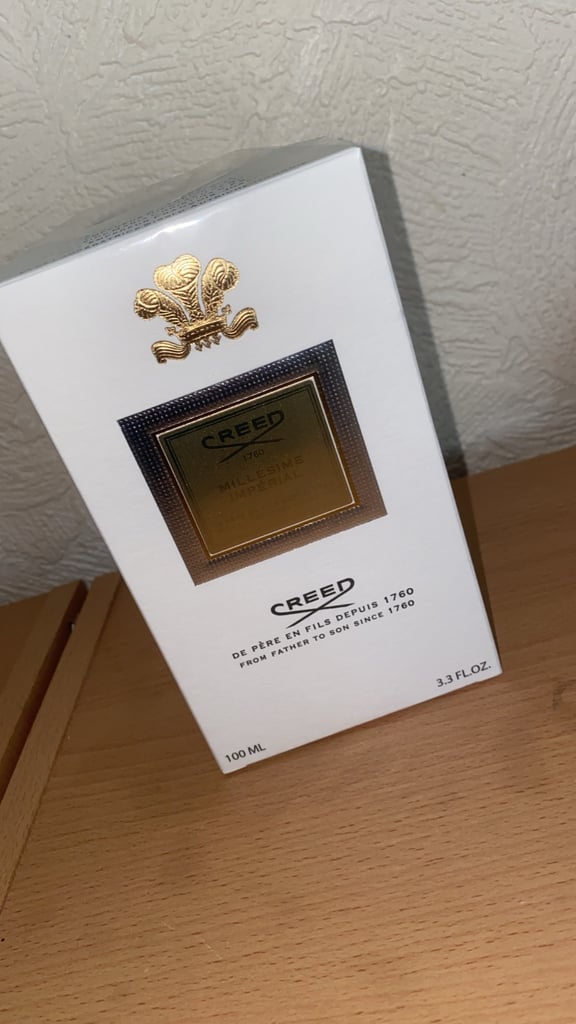 CREED
1760
MILLÉSIME
IMPÉRIAL
CREED
DE PÈRE EN FILS DEPUIS 1760
FROM FATHER TO SON SINCE 1760
100 ML
3.3 FL.OZ.